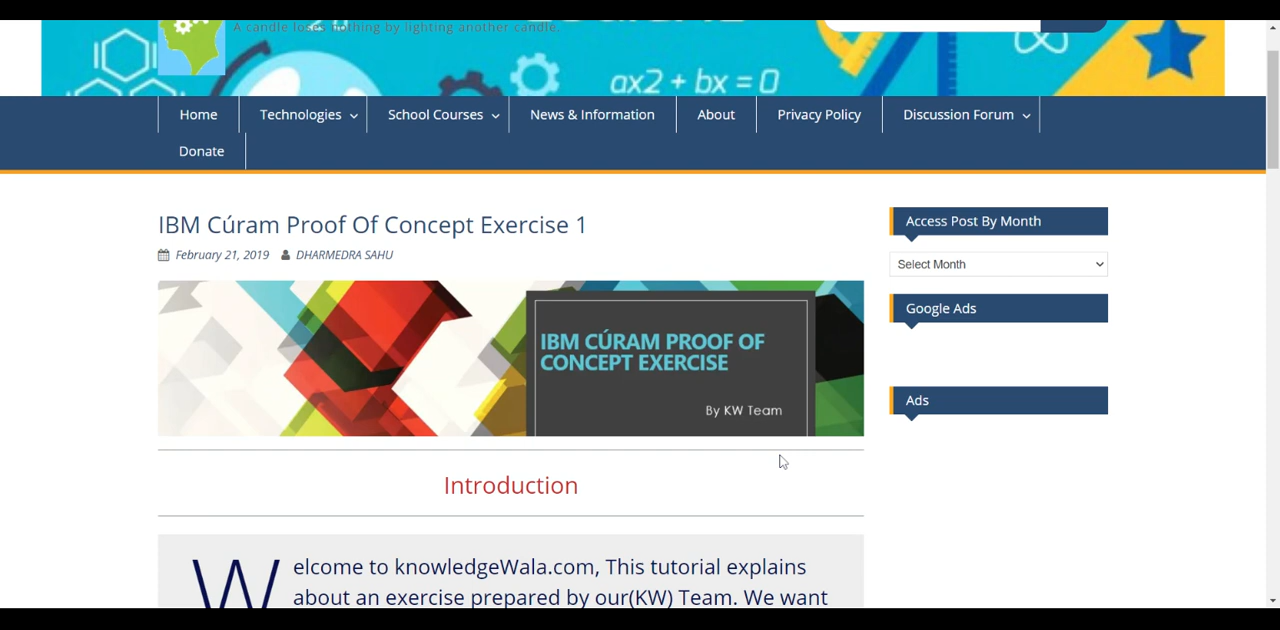 A candle loses nothing by lighting another candle.
ax2 + bx = 0
Home
Technologies
School Courses
News & Information
About
Privacy Policy
Discussion Forum
Donate
IBM Cúram Proof Of Concept Exercise 1
February 21, 2019 DHARMEDRA SAHU
IBM CÚRAM PROOF OF
CONCEPT EXERCISE
By KW Team
Introduction
Welcome to knowledgeWala.com, This tutorial explains
about an exercise prepared by our(KW) Team. We want
Access Post By Month
Select Month
Google Ads
Ads